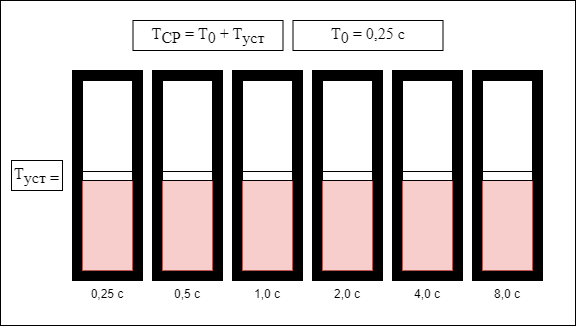 TСР = T0 + Tуст
T0 = 0,25 с
Tуст =
0,25 с
0,5 с
1,0 с
2,0 с
4,0 с
8,0 с